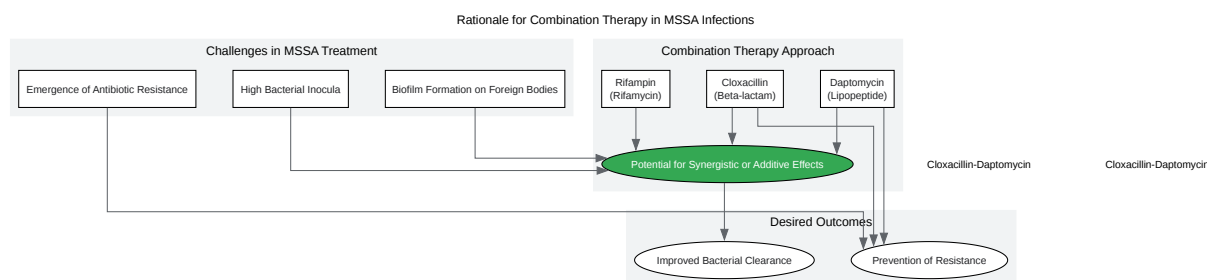 Rationale for Combination Therapy in MSSA Infections
Challenges in MSSA Treatment
Combination Therapy Approach
Emergence of Antibiotic Resistance
High Bacterial Inocula
Biofilm Formation on Foreign Bodies
Rifampin
(Rifamycin)
Cloxacillin
(Beta-lactam)
Daptomycin
(Lipopeptide)
Potential for Synergistic or Additive Effects
Cloxacillin-Daptomycin
Cloxacillin-Daptomycin
Desired Outcomes
Improved Bacterial Clearance
Prevention of Resistance